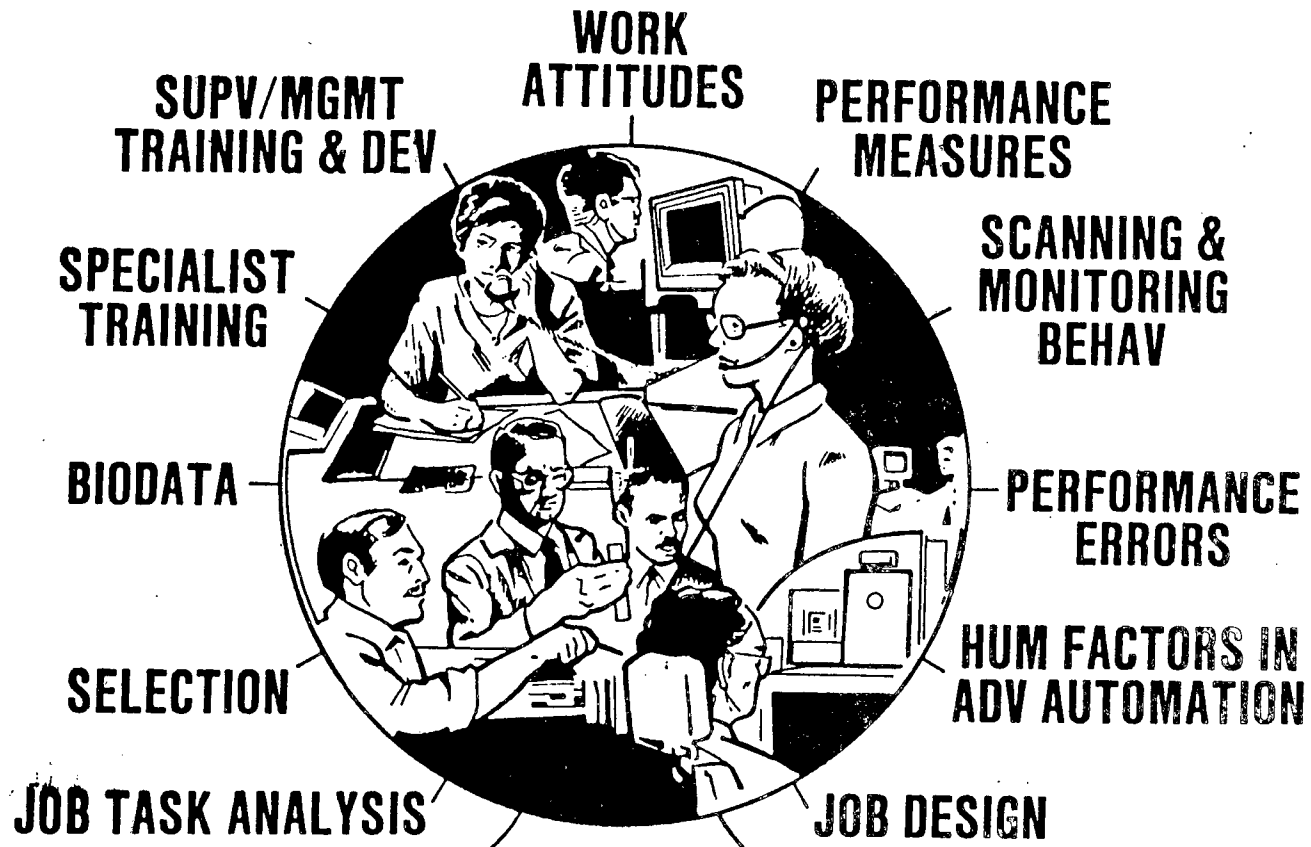 WORK
ATTITUDES
SUPV/MGMT
TRAINING & DEV
PERFORMANCE
MEASURES
SPECIALIST
TRAINING
SCANNING &
MONITORING
BEHAV
BIODATA
PERFORMANCE
ERRORS
SELECTION
HUM FACTORS IN
ADV AUTOMATION
JOB TASK ANALYSIS
JOB DESIGN